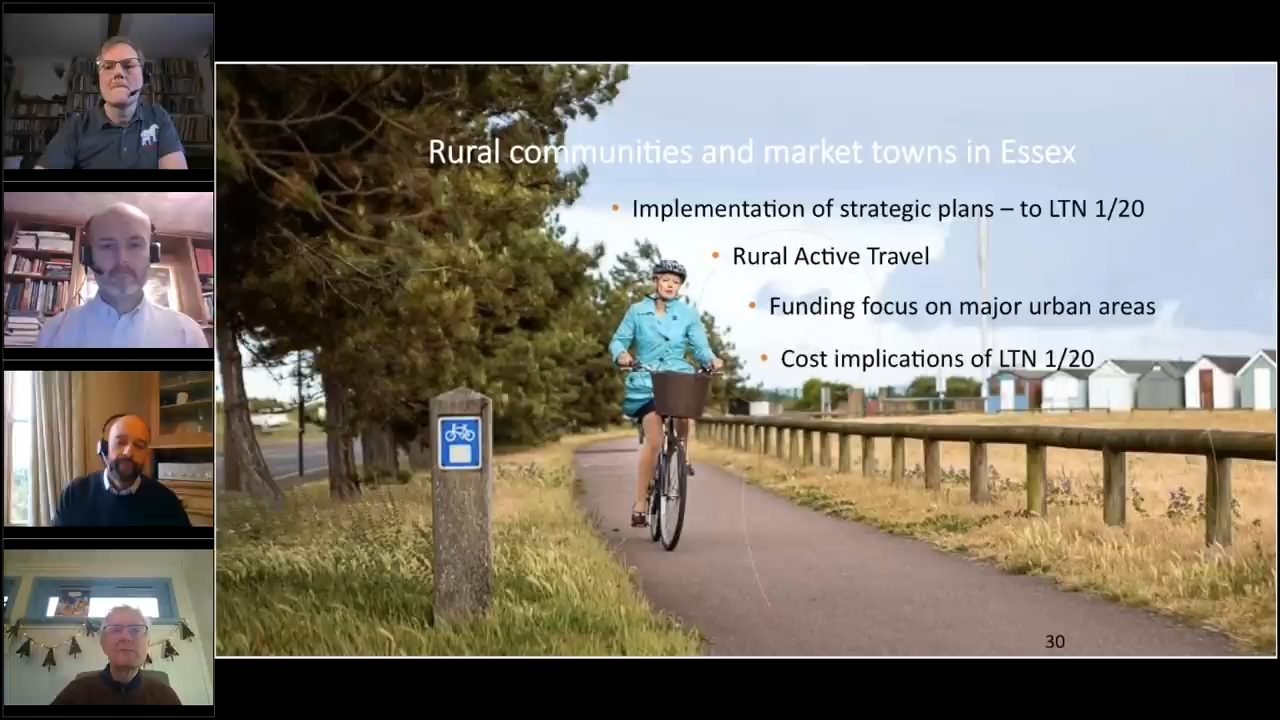 Rural communities and market towns in Essex
• Implementation of strategic plans – to LTN 1/20
• Rural Active Travel
• Funding focus on major urban areas
• Cost implications of LTN 1/20
30